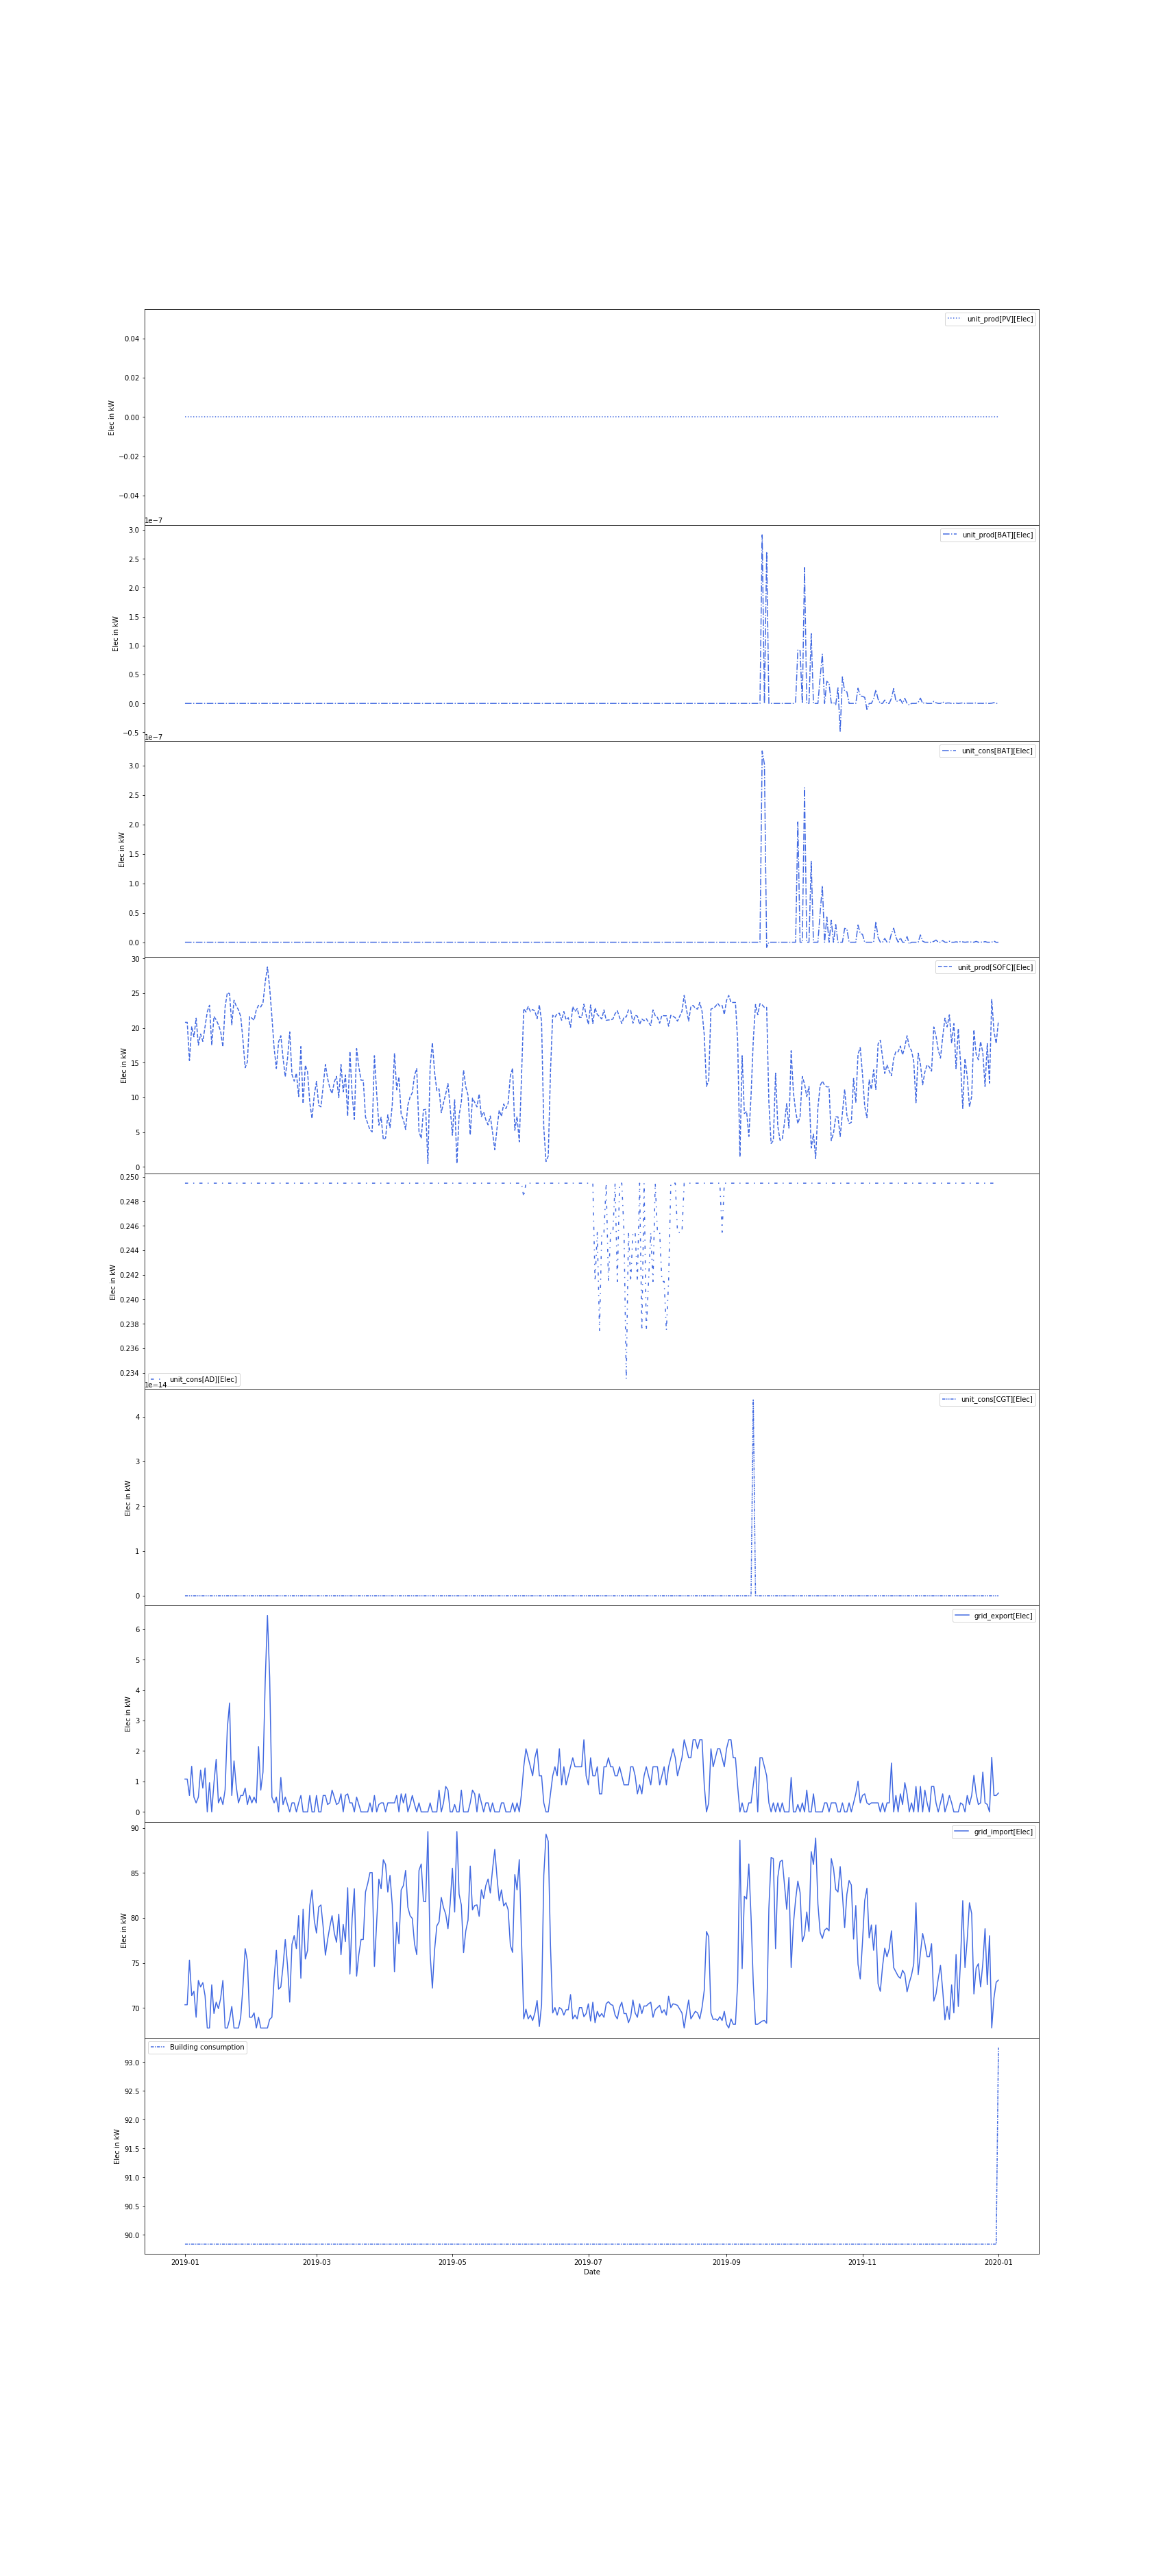 unit_prod[PV][Elec]
0.04
0.02
0.00
−0.02
−0.04
Elec in kW
1e−7
unit_prod[BAT][Elec]
3.0
2.5
2.0
1.5
1.0
0.5
0.0
−0.5
Elec in kW
1e−7
unit_cons[BAT][Elec]
3.0
2.5
2.0
1.5
1.0
0.5
0.0
Elec in kW
unit_prod[SOFC][Elec]
30
25
20
15
10
5
0
Elec in kW
0.250
0.248
0.246
0.244
0.242
0.240
0.238
0.236
0.234
Elec in kW
unit_cons[AD][Elec]
1e−14
unit_cons[CGT][Elec]
4
3
2
1
0
Elec in kW
grid_export[Elec]
6
5
4
3
2
1
0
Elec in kW
grid_import[Elec]
90
85
80
75
70
Elec in kW
Building consumption
93.0
92.5
92.0
91.5
91.0
90.5
90.0
Elec in kW
2019-01 2019-03 2019-05 2019-07 2019-09 2019-11 2020-01
Date